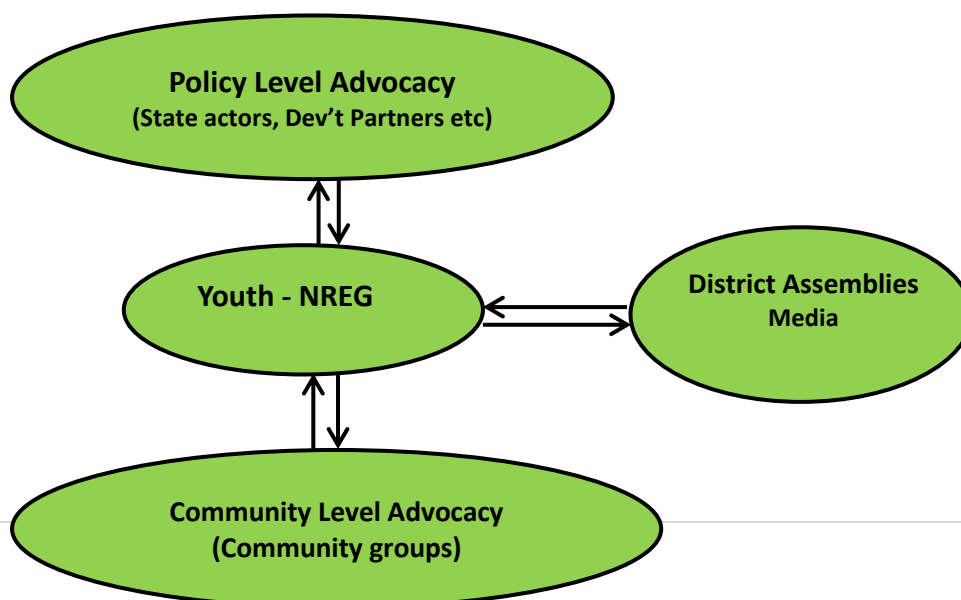 Policy Level Advocacy
(State actors, Dev’t Partners etc)
Youth - NREG
District Assemblies
Media
Community Level Advocacy
(Community groups)